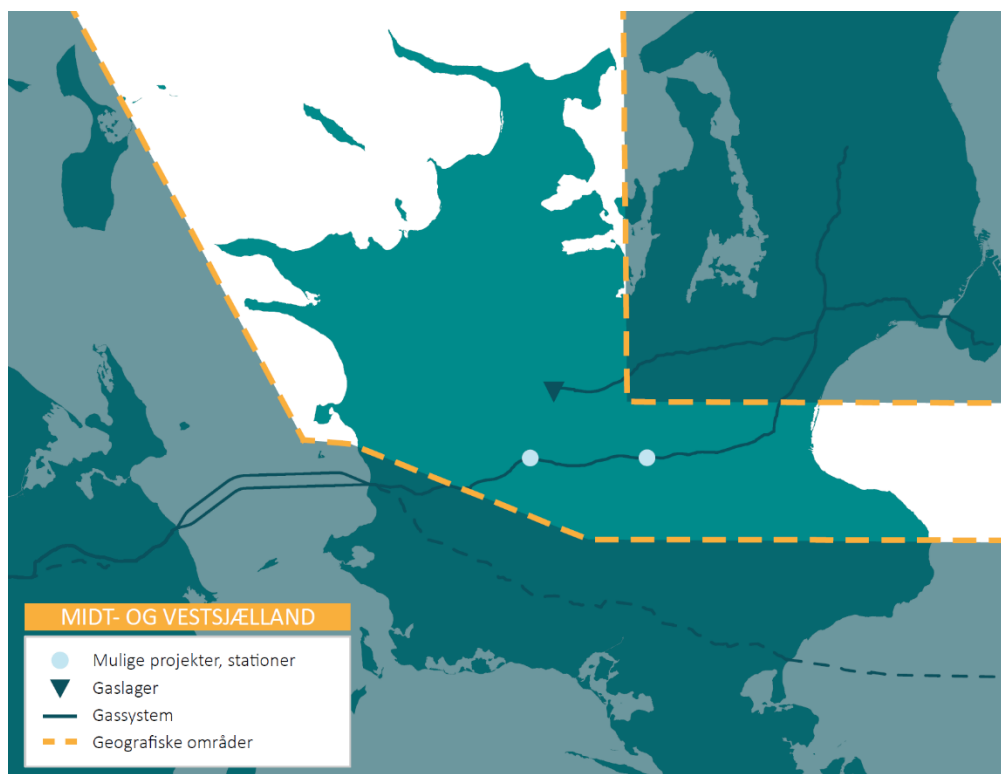 MIDT- OG VESTSJÆLLAND
Mulige projekter, stationer
Gaslager
Gassystem
Geografiske områder